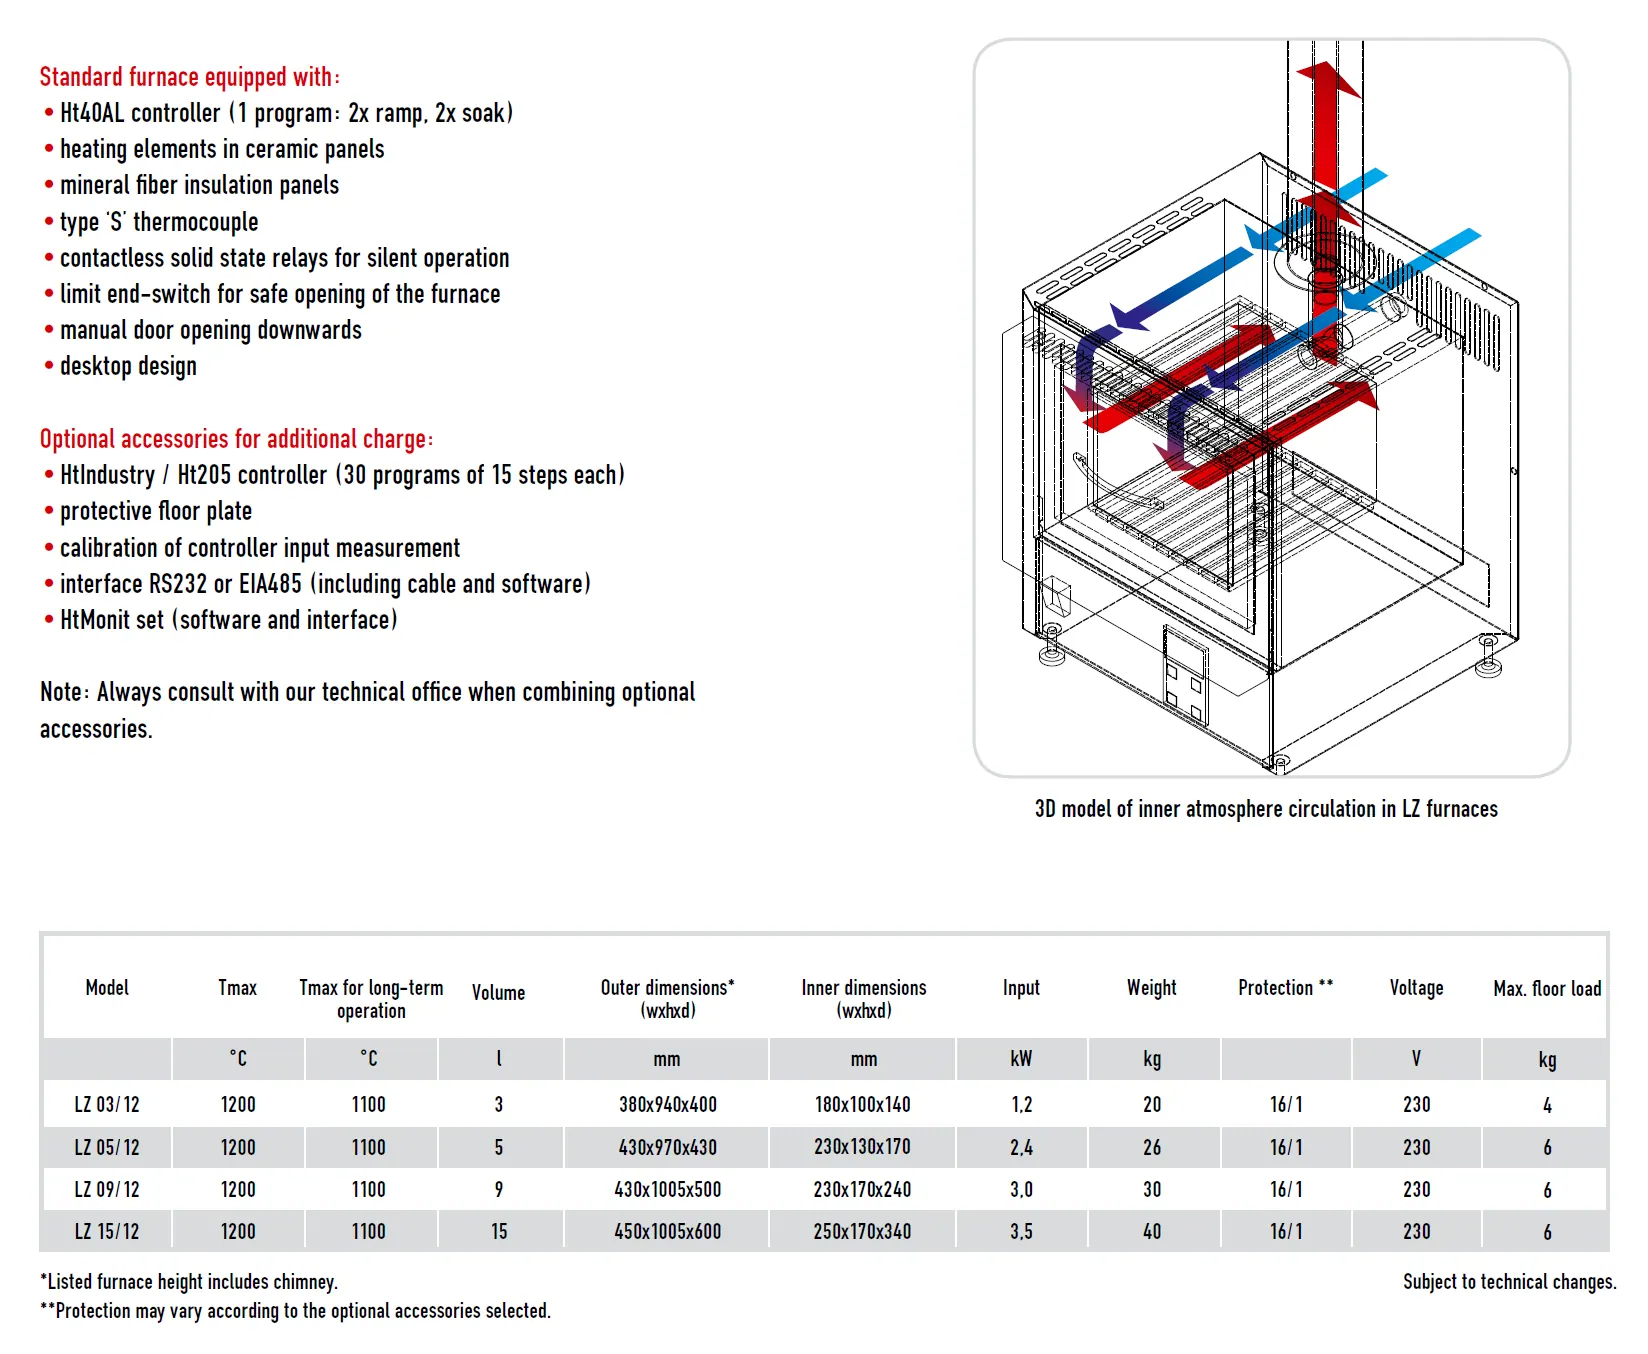 Standard furnace equipped with:
• Ht40AL controller (1 program: 2x ramp, 2x soak)
• heating elements in ceramic panels
• mineral fiber insulation panels
• type ‘S’ thermocouple
• contactless solid state relays for silent operation
• limit end-switch for safe opening of the furnace
• manual door opening downwards
• desktop design
Optional accessories for additional charge:
• HtIndustry / Ht205 controller (30 programs of 15 steps each)
• protective floor plate
• calibration of controller input measurement
• interface RS232 or EIA485 (including cable and software)
• HtMonit set (software and interface)
Note: Always consult with our technical office when combining optional
accessories.
3D model of inner atmosphere circulation in LZ furnaces
Model Tmax Tmax for long-term operation Volume Outer dimensions* (wxhxd) Inner dimensions (wxhxd) Input Weight Protection ** Voltage Max. floor load
°C °C l mm mm kW kg V kg
LZ 03/12 1200 1100 3 380x940x400 180x100x140 1,2 20 16/1 230 4
LZ 05/12 1200 1100 5 430x970x430 230x130x170 2,4 26 16/1 230 6
LZ 09/12 1200 1100 9 430x1005x500 230x170x240 3,0 30 16/1 230 6
LZ 15/12 1200 1100 15 450x1005x600 250x170x340 3,5 40 16/1 230 6
*Listed furnace height includes chimney. Subject to technical changes.
**Protection may vary according to the optional accessories selected.